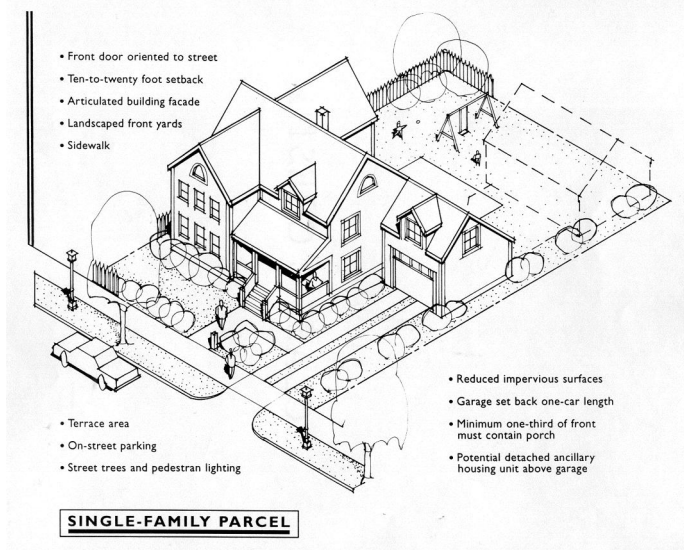 • Front door oriented to street
• Ten-to-twenty foot setback
• Articulated building facade
• Landscaped front yards
• Sidewalk
• Reduced impervious surfaces
• Garage set back one-car length
• Minimum one-third of front
must contain porch
• Potential detached ancillary
housing unit above garage
• Terrace area
• On-street parking
• Street trees and pedestran lighting
SINGLE-FAMILY PARCEL